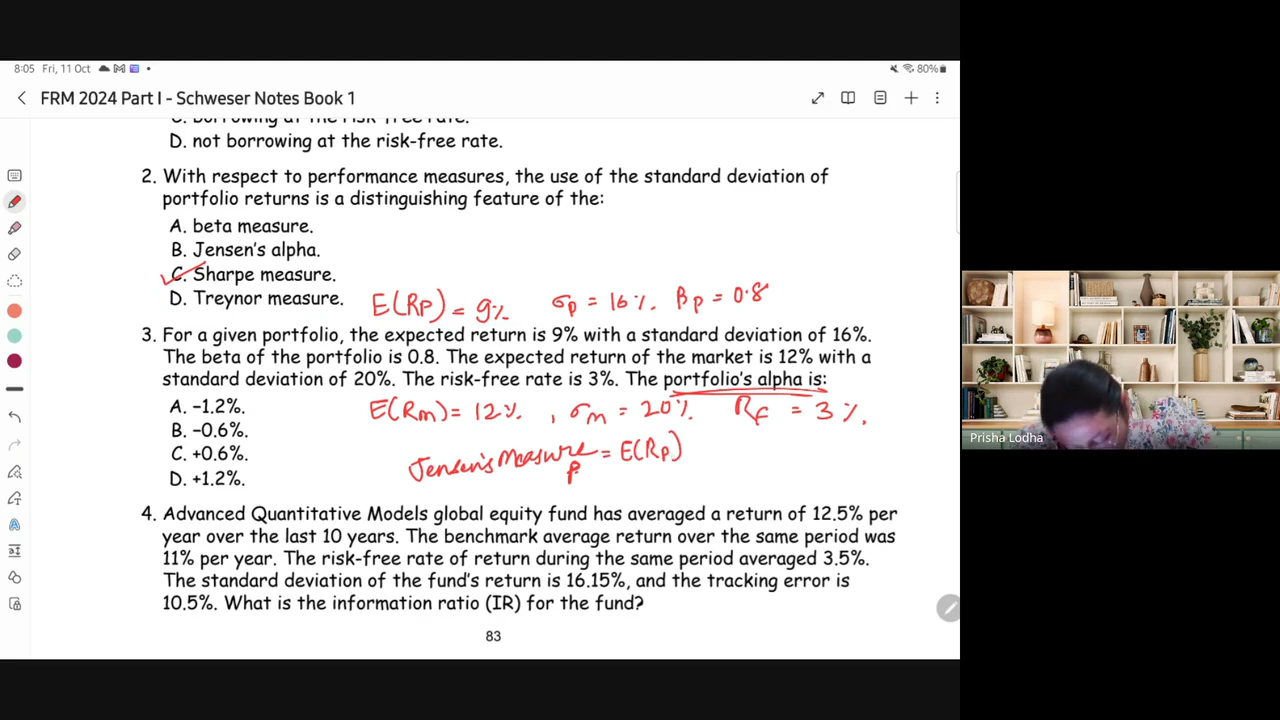 8:05 Fri, 11 Oct
80%
FRM 2024 Part I - Schweser Notes Book 1
C. borrowing at the risk-free rate.
D. not borrowing at the risk-free rate.
2. With respect to performance measures, the use of the standard deviation of
portfolio returns is a distinguishing feature of the:
A. beta measure.
B. Jensen's alpha.
C. Sharpe measure.
D. Treynor measure.
E(Rp) = 9% σp = 16%. βp = 0.8
3. For a given portfolio, the expected return is 9% with a standard deviation of 16%.
The beta of the portfolio is 0.8. The expected return of the market is 12% with a
standard deviation of 20%. The risk-free rate is 3%. The portfolio's alpha is:
A. −1.2%.
E(Rm) = 12%, σm = 20%. Rf = 3%.
B. −0.6%.
C. +0.6%.
Jensen's Measure p = E(Rp)
D. +1.2%.
4. Advanced Quantitative Models global equity fund has averaged a return of 12.5% per
year over the last 10 years. The benchmark average return over the same period was
11% per year. The risk-free rate of return during the same period averaged 3.5%.
The standard deviation of the fund's return is 16.15%, and the tracking error is
10.5%. What is the information ratio (IR) for the fund?
83
Prisha Lodha